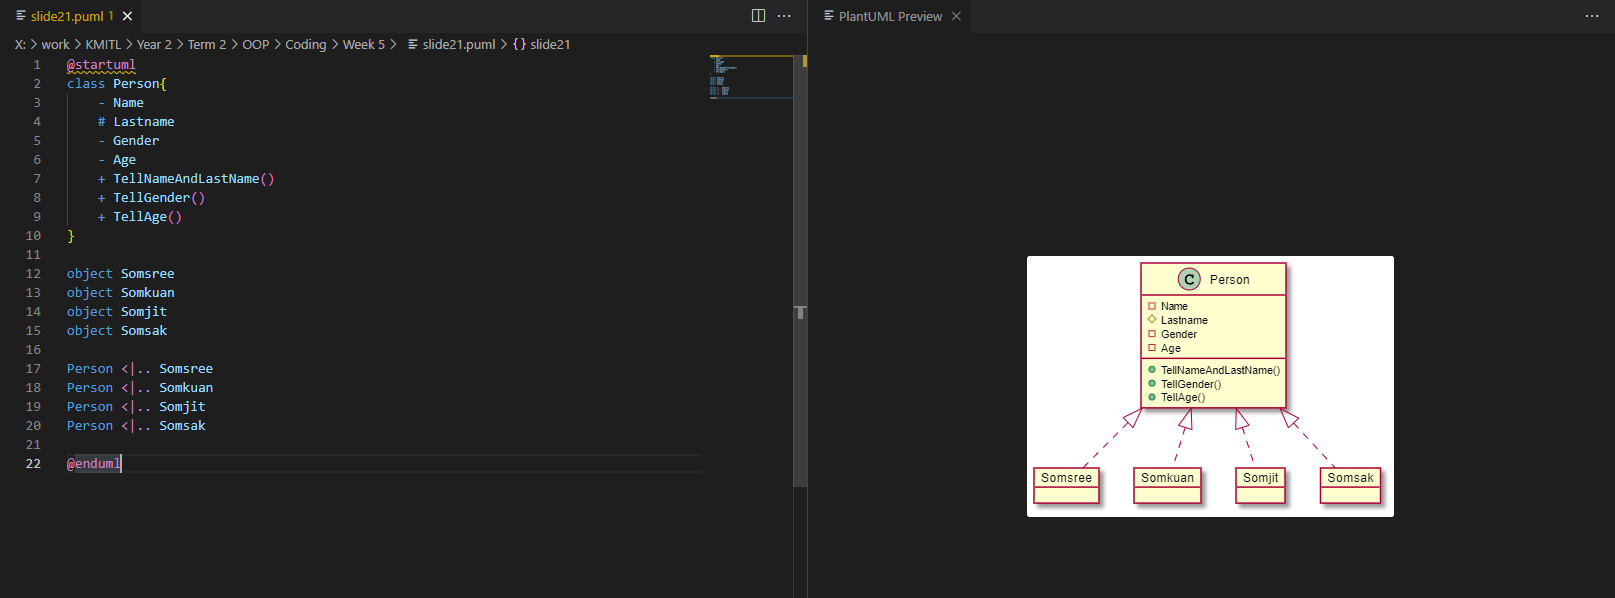 slide21.puml 1
X: > work > KMITL > Year 2 > Term 2 > OOP > Coding > Week 5 > slide21.puml > {} slide21
1 @startuml
2 class Person{
3 - Name
4 # Lastname
5 - Gender
6 - Age
7 + TellNameAndLastName()
8 + TellGender()
9 + TellAge()
10 }
11
12 object Somsree
13 object Somkuan
14 object Somjit
15 object Somsak
16
17 Person <|.. Somsree
18 Person <|.. Somkuan
19 Person <|.. Somjit
20 Person <|.. Somsak
21
22 @enduml
PlantUML Preview
C Person
Name
Lastname
Gender
Age
TellNameAndLastName()
TellGender()
TellAge()
Somsree Somkuan Somjit Somsak